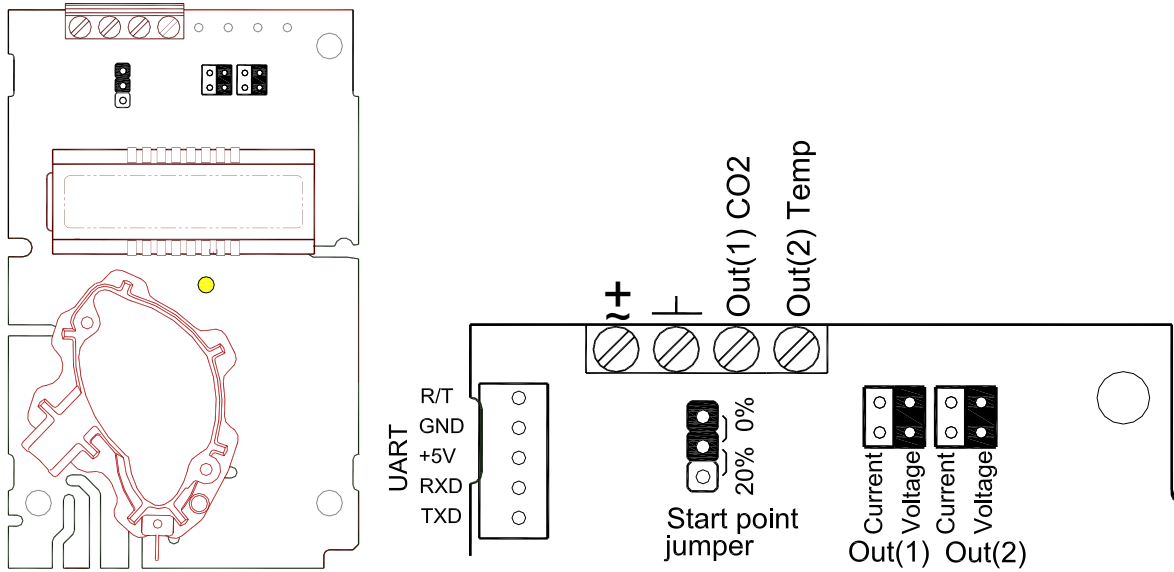 Out(1) CO2
Out(2) Temp
~+
UART
R/T
GND
+5V
RXD
TXD
0%
20%
Start point
jumper
Current
Voltage
Current
Voltage
Out(1)
Out(2)